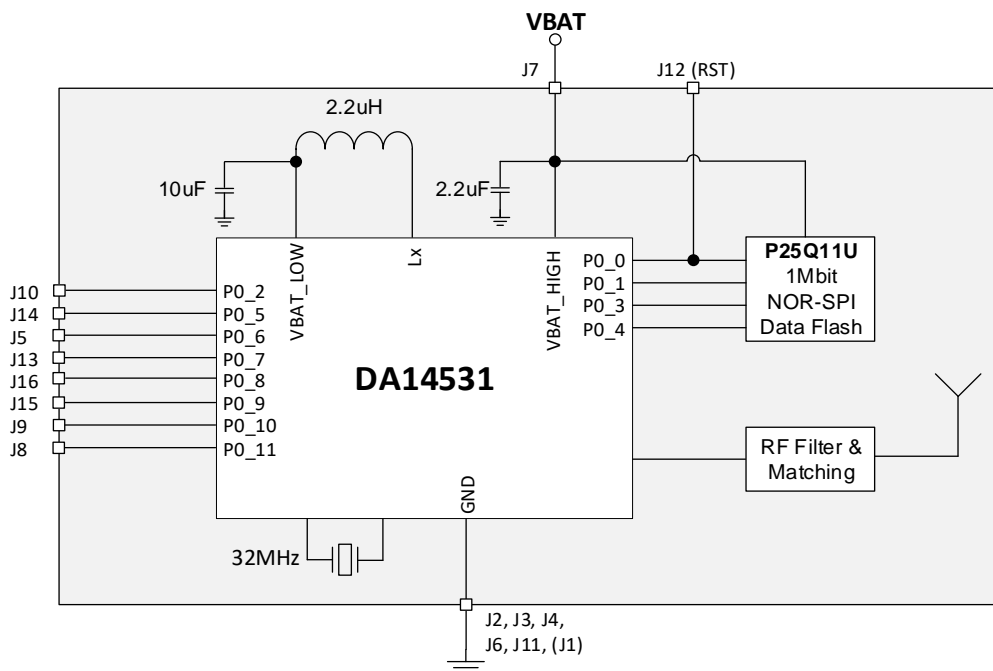 VBAT
J7
J12 (RST)
2.2uH
10uF
2.2uF
VBAT_LOW
Lx
VBAT_HIGH
P0_0
P0_1
P0_3
P0_4
P25Q11U
1Mbit
NOR-SPI
Data Flash
J10
J14
J5
J13
J16
J15
J9
J8
P0_2
P0_5
P0_6
P0_7
P0_8
P0_9
P0_10
P0_11
DA14531
RF Filter &
Matching
GND
32MHz
J2, J3, J4,
J6, J11, (J1)